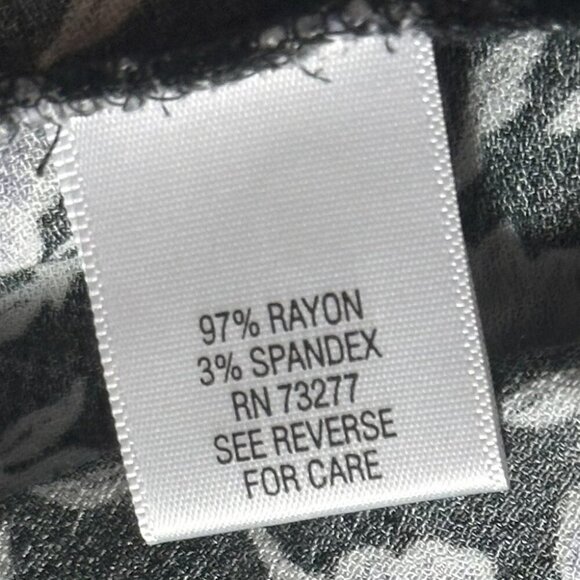 97% RAYON
3% SPANDEX
RN 73277
SEE REVERSE
FOR CARE